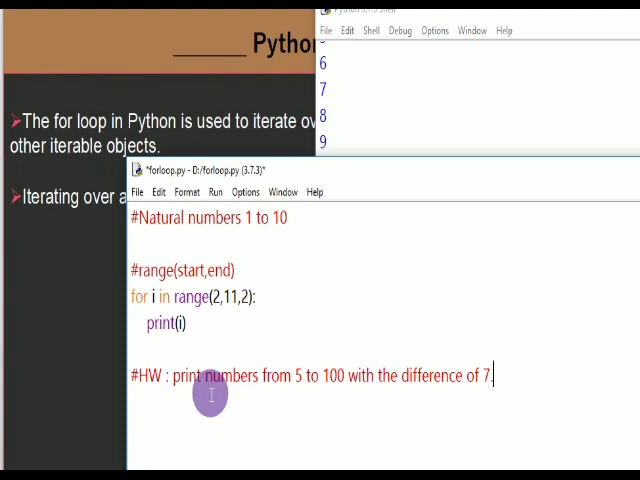 Python 3.7.3 Shell
File Edit Shell Debug Options Window Help
______ Python
6
7
8
9
➤The for loop in Python is used to iterate ov
other iterable objects.
➤Iterating over a
*forloop.py - D:/forloop.py (3.7.3)*
File Edit Format Run Options Window Help
#Natural numbers 1 to 10
#range(start,end)
for i in range(2,11,2):
print(i)
#HW : print numbers from 5 to 100 with the difference of 7.